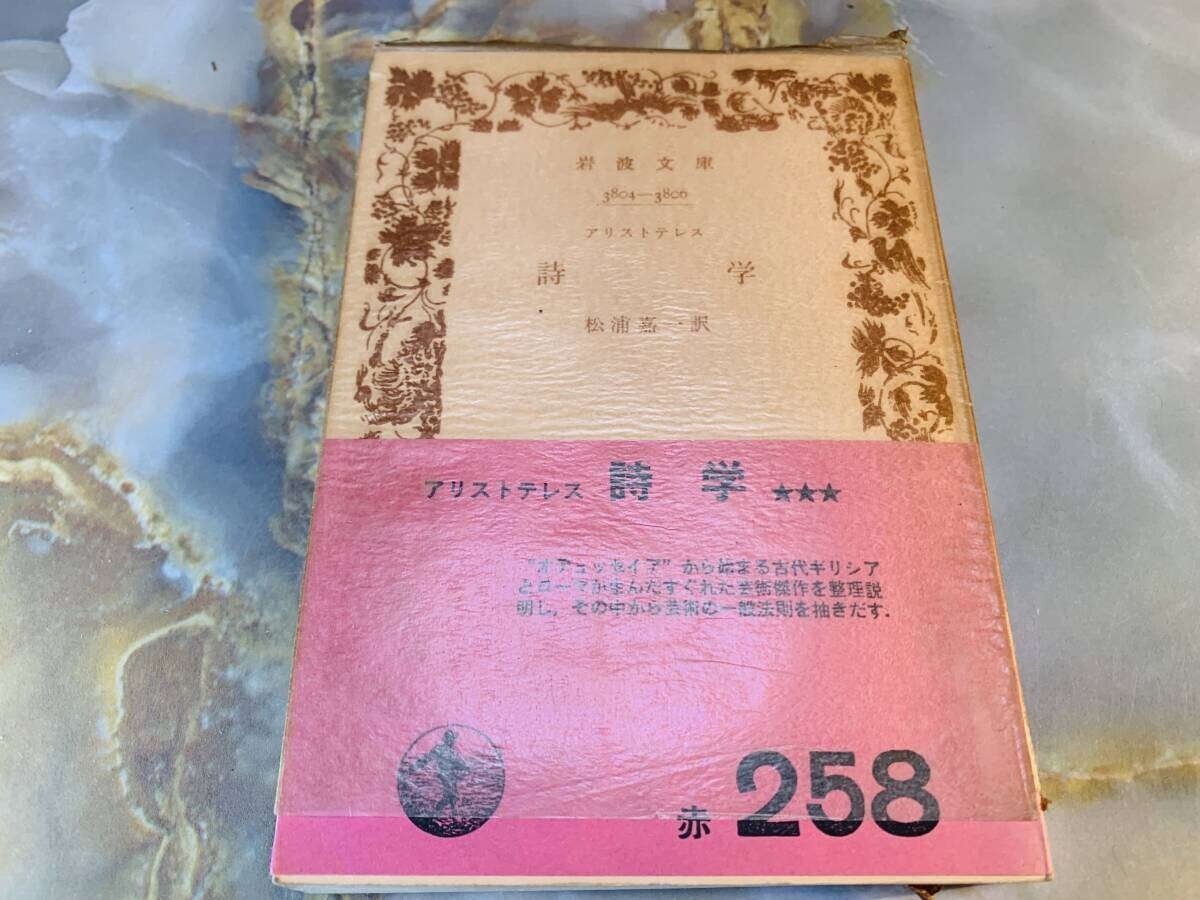 岩波文庫
3804—3806
アリストテレス
詩 学
松浦嘉一訳
アリストテレス 詩 学 ★★★
"オデュッセイア"から始まる古代ギリシア
とローマがまんだすぐれた芸術傑作を整理説
明し，その中から芸術の一般法則を抽きだす．
赤 258